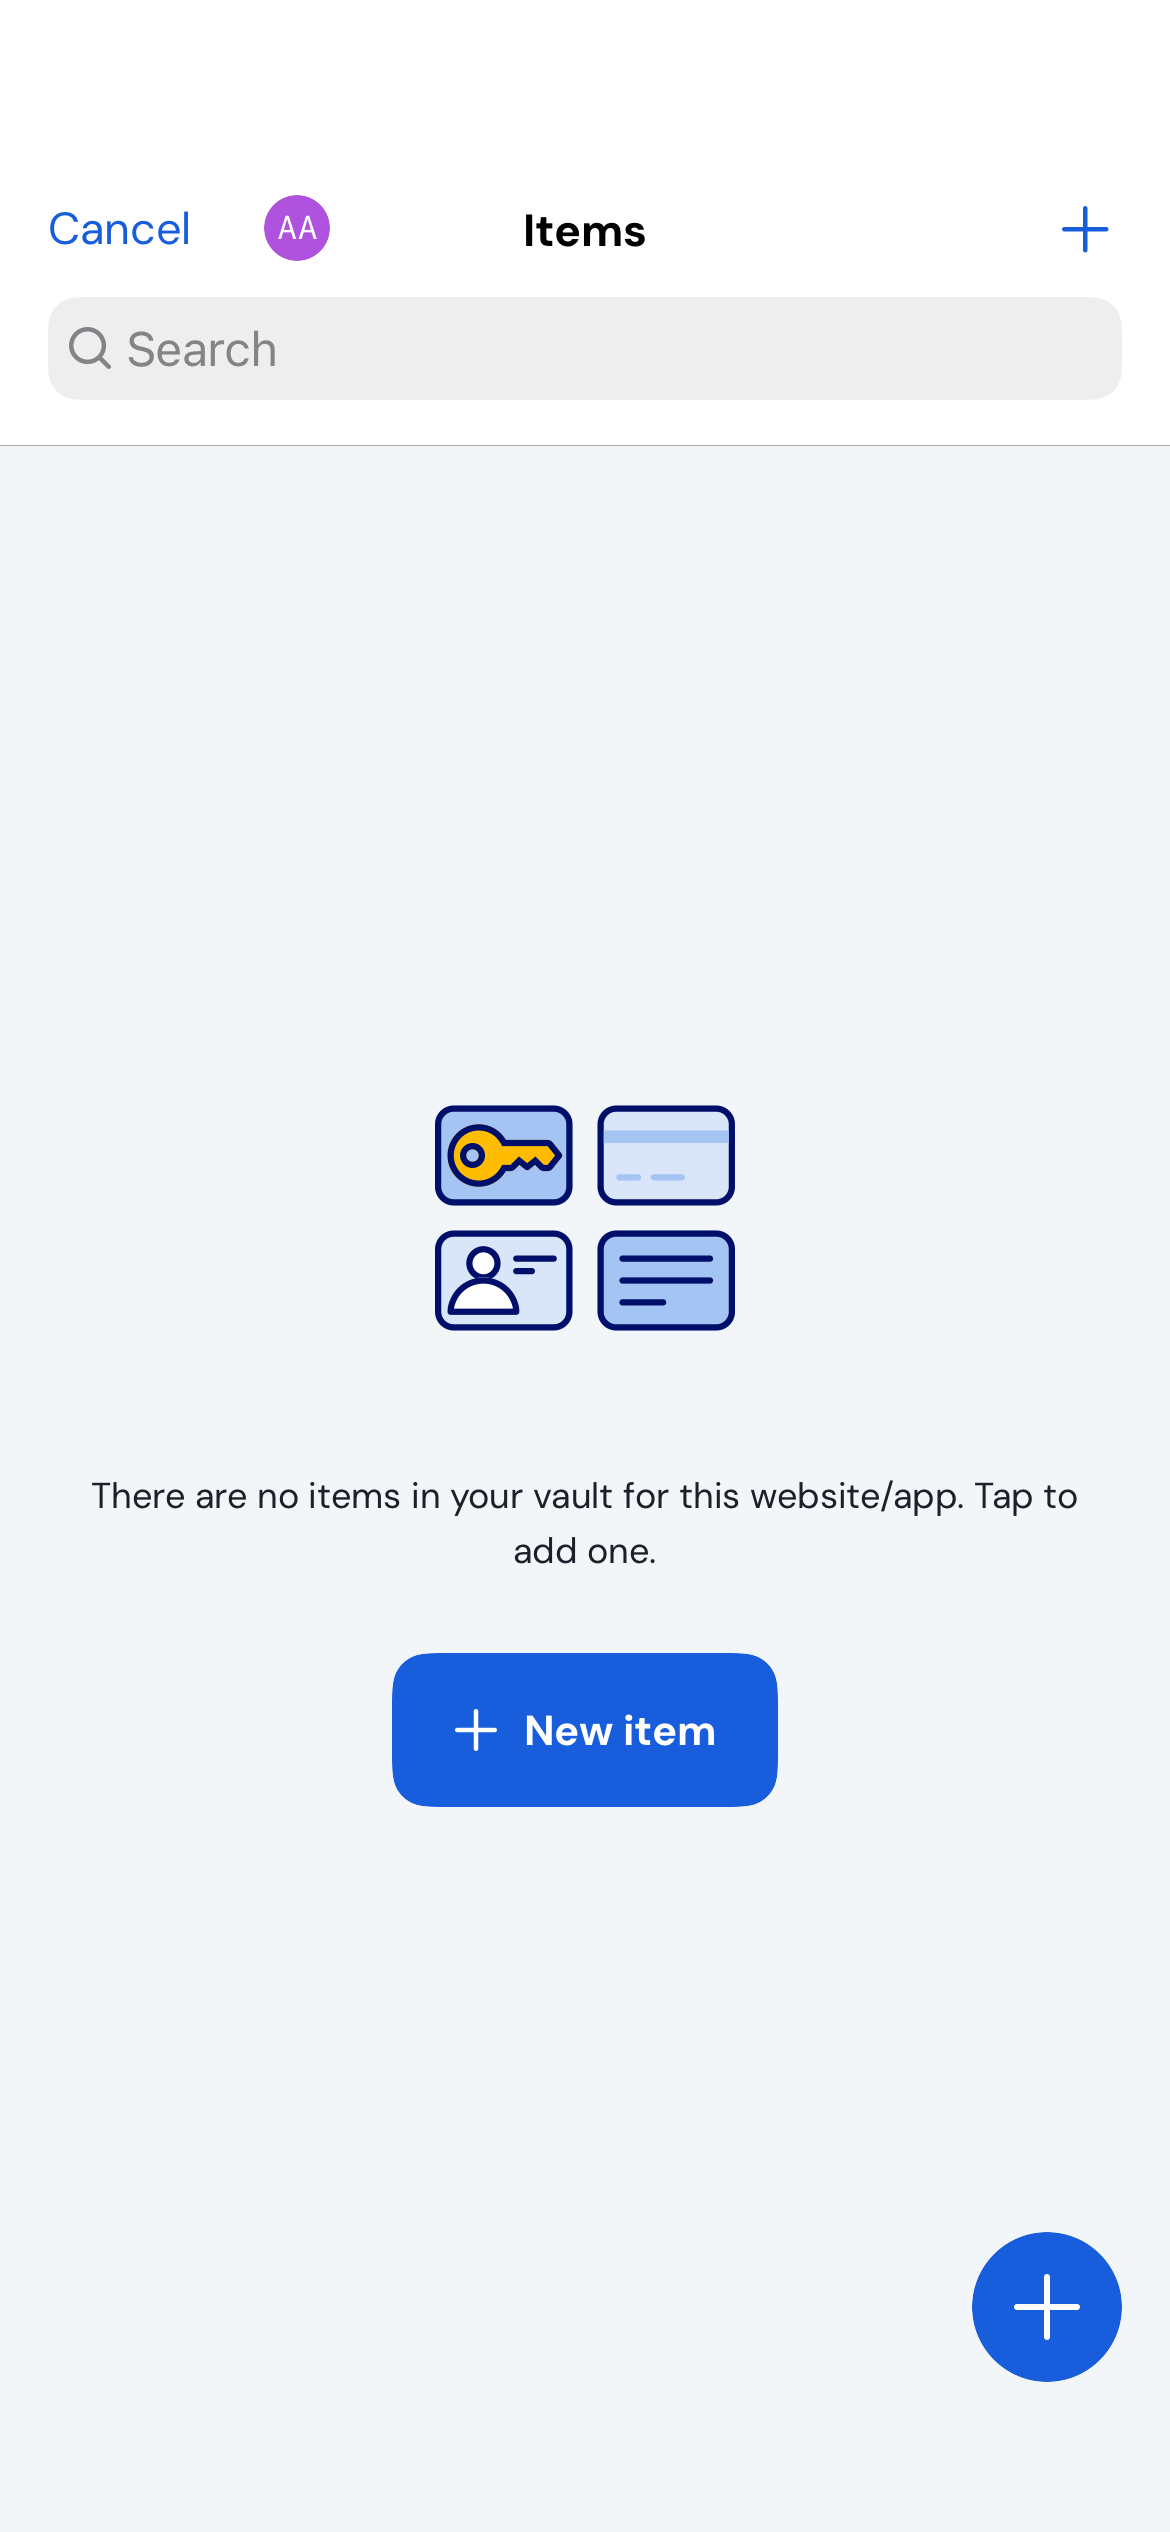 Cancel
AA
Items
Search
There are no items in your vault for this website/app. Tap to
add one.
New item